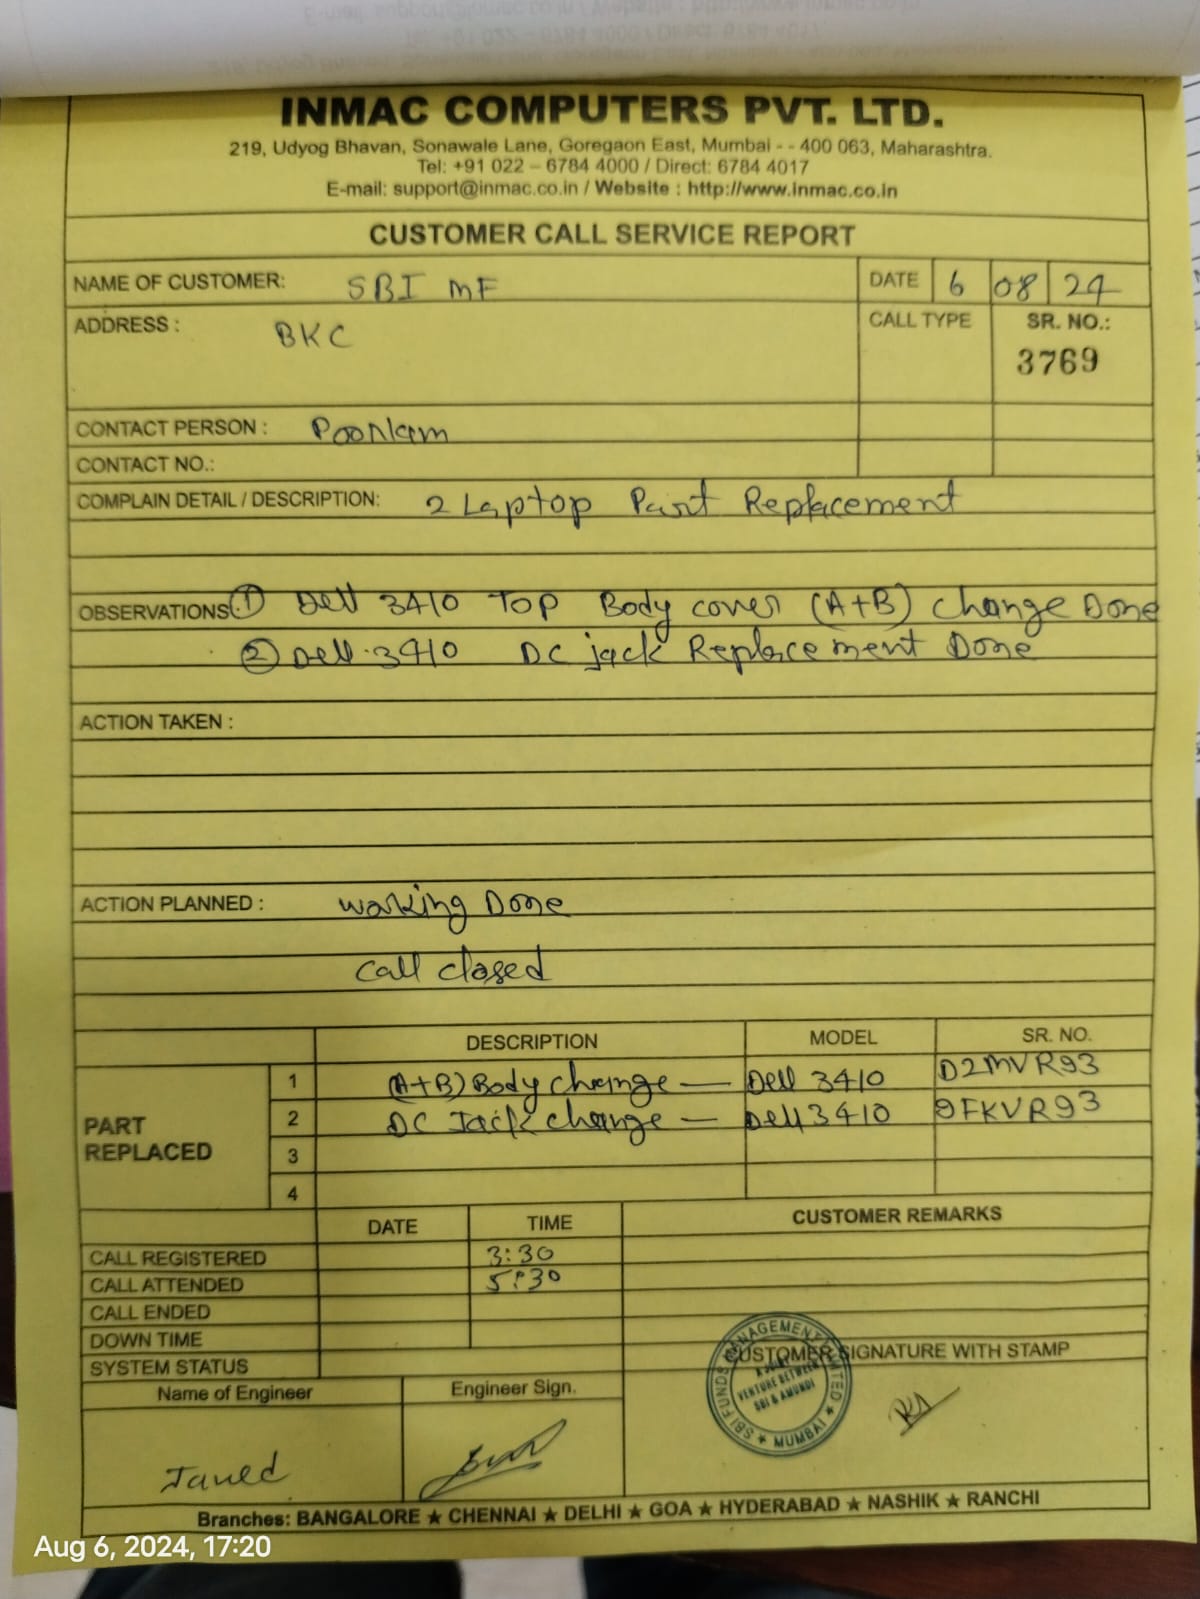 INMAC COMPUTERS PVT. LTD.
219, Udyog Bhavan, Sonawale Lane, Goregaon East, Mumbai - - 400 063, Maharashtra.
Tel: +91 022 – 6784 4000 / Direct: 6784 4017
E-mail: support@inmac.co.in / Website : http://www.inmac.co.in
CUSTOMER CALL SERVICE REPORT
NAME OF CUSTOMER: SBI MF DATE 6 08 24
ADDRESS : BKC CALL TYPE SR. NO.:
3769
CONTACT PERSON : Poonam
CONTACT NO.:
COMPLAIN DETAIL / DESCRIPTION: 2 Laptop Part Replacement
OBSERVATIONS: ① Dell 3410 Top Body cover (A+B) change Done
② Dell 3410 DC jack Replacement Done
ACTION TAKEN :
ACTION PLANNED : working Done
call closed
DESCRIPTION MODEL SR. NO.
PART REPLACED
1 (A+B) Body change — Dell 3410 D2MVR93
2 DC Jack change — Dell 3410 9FKVR93
3
4
DATE TIME CUSTOMER REMARKS
CALL REGISTERED 3:30
CALL ATTENDED 5:30
CALL ENDED
DOWN TIME
SYSTEM STATUS
CUSTOMER SIGNATURE WITH STAMP
SBI FUNDS MANAGEMENT LIMITED ★ MUMBAI ★
A JOINT
VENTURE BETWEEN
SBI & AMUNDI
Name of Engineer Engineer Sign.
Javed
Branches: BANGALORE ★ CHENNAI ★ DELHI ★ GOA ★ HYDERABAD ★ NASHIK ★ RANCHI
Aug 6, 2024, 17:20